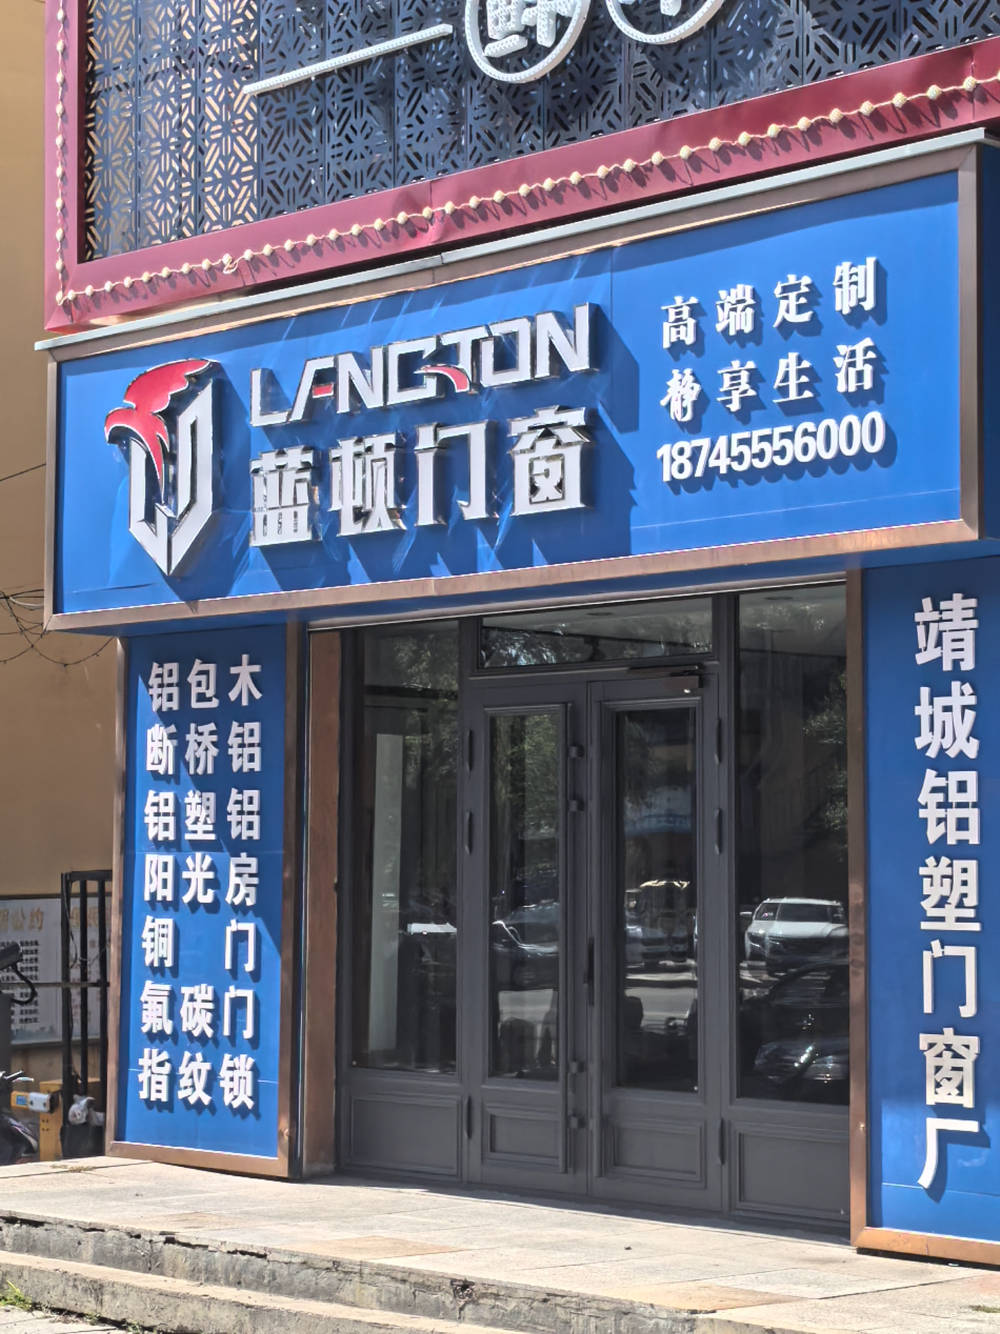 LANGTON
蓝顿门窗
高端定制
静享生活
18745556000
铝包木
断桥铝
铝塑铝
阳光房
铜 门
氟碳门
指纹锁
靖城铝塑门窗厂